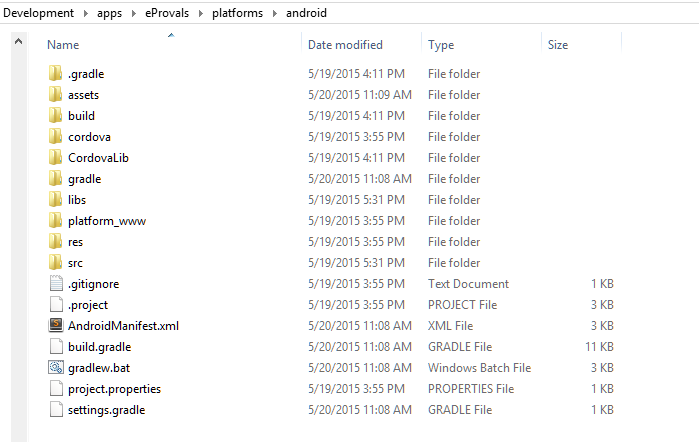 Development › apps › eProvals › platforms › android
Name Date modified Type Size
.gradle 5/19/2015 4:11 PM File folder
assets 5/20/2015 11:09 AM File folder
build 5/19/2015 4:11 PM File folder
cordova 5/19/2015 3:55 PM File folder
CordovaLib 5/19/2015 4:11 PM File folder
gradle 5/20/2015 11:08 AM File folder
libs 5/19/2015 5:31 PM File folder
platform_www 5/19/2015 3:55 PM File folder
res 5/19/2015 3:55 PM File folder
src 5/19/2015 5:31 PM File folder
.gitignore 5/19/2015 3:55 PM Text Document 1 KB
.project 5/19/2015 3:55 PM PROJECT File 3 KB
AndroidManifest.xml 5/20/2015 11:08 AM XML File 3 KB
build.gradle 5/20/2015 11:08 AM GRADLE File 11 KB
gradlew.bat 5/20/2015 11:08 AM Windows Batch File 3 KB
project.properties 5/19/2015 3:55 PM PROPERTIES File 1 KB
settings.gradle 5/20/2015 11:08 AM GRADLE File 1 KB